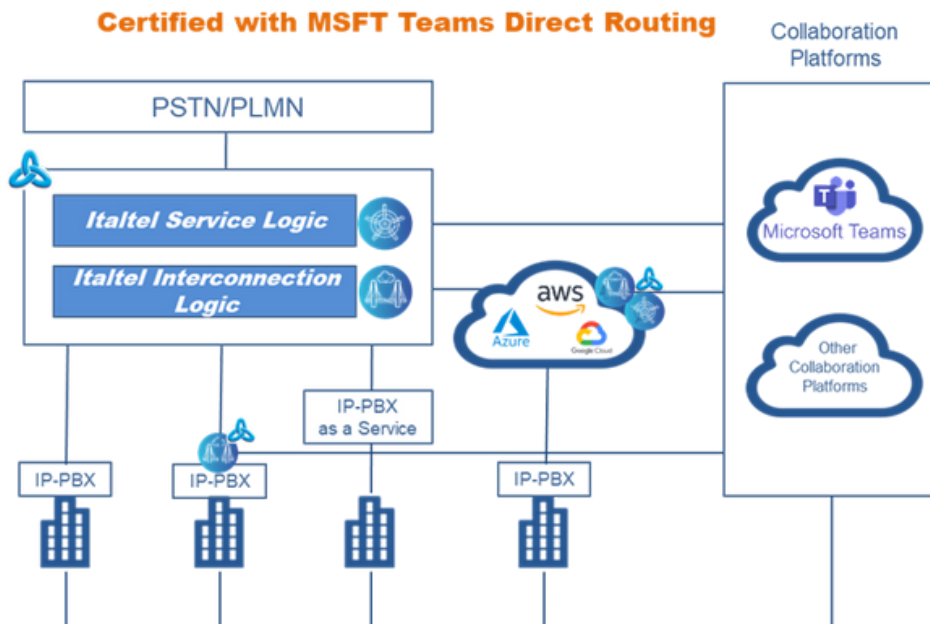 Certified with MSFT Teams Direct Routing
Collaboration
Platforms
PSTN/PLMN
Italtel Service Logic
Italtel Interconnection
Logic
aws
Azure
Google Cloud
Microsoft Teams
Other
Collaboration
Platforms
IP-PBX
as a Service
IP-PBX
IP-PBX
IP-PBX